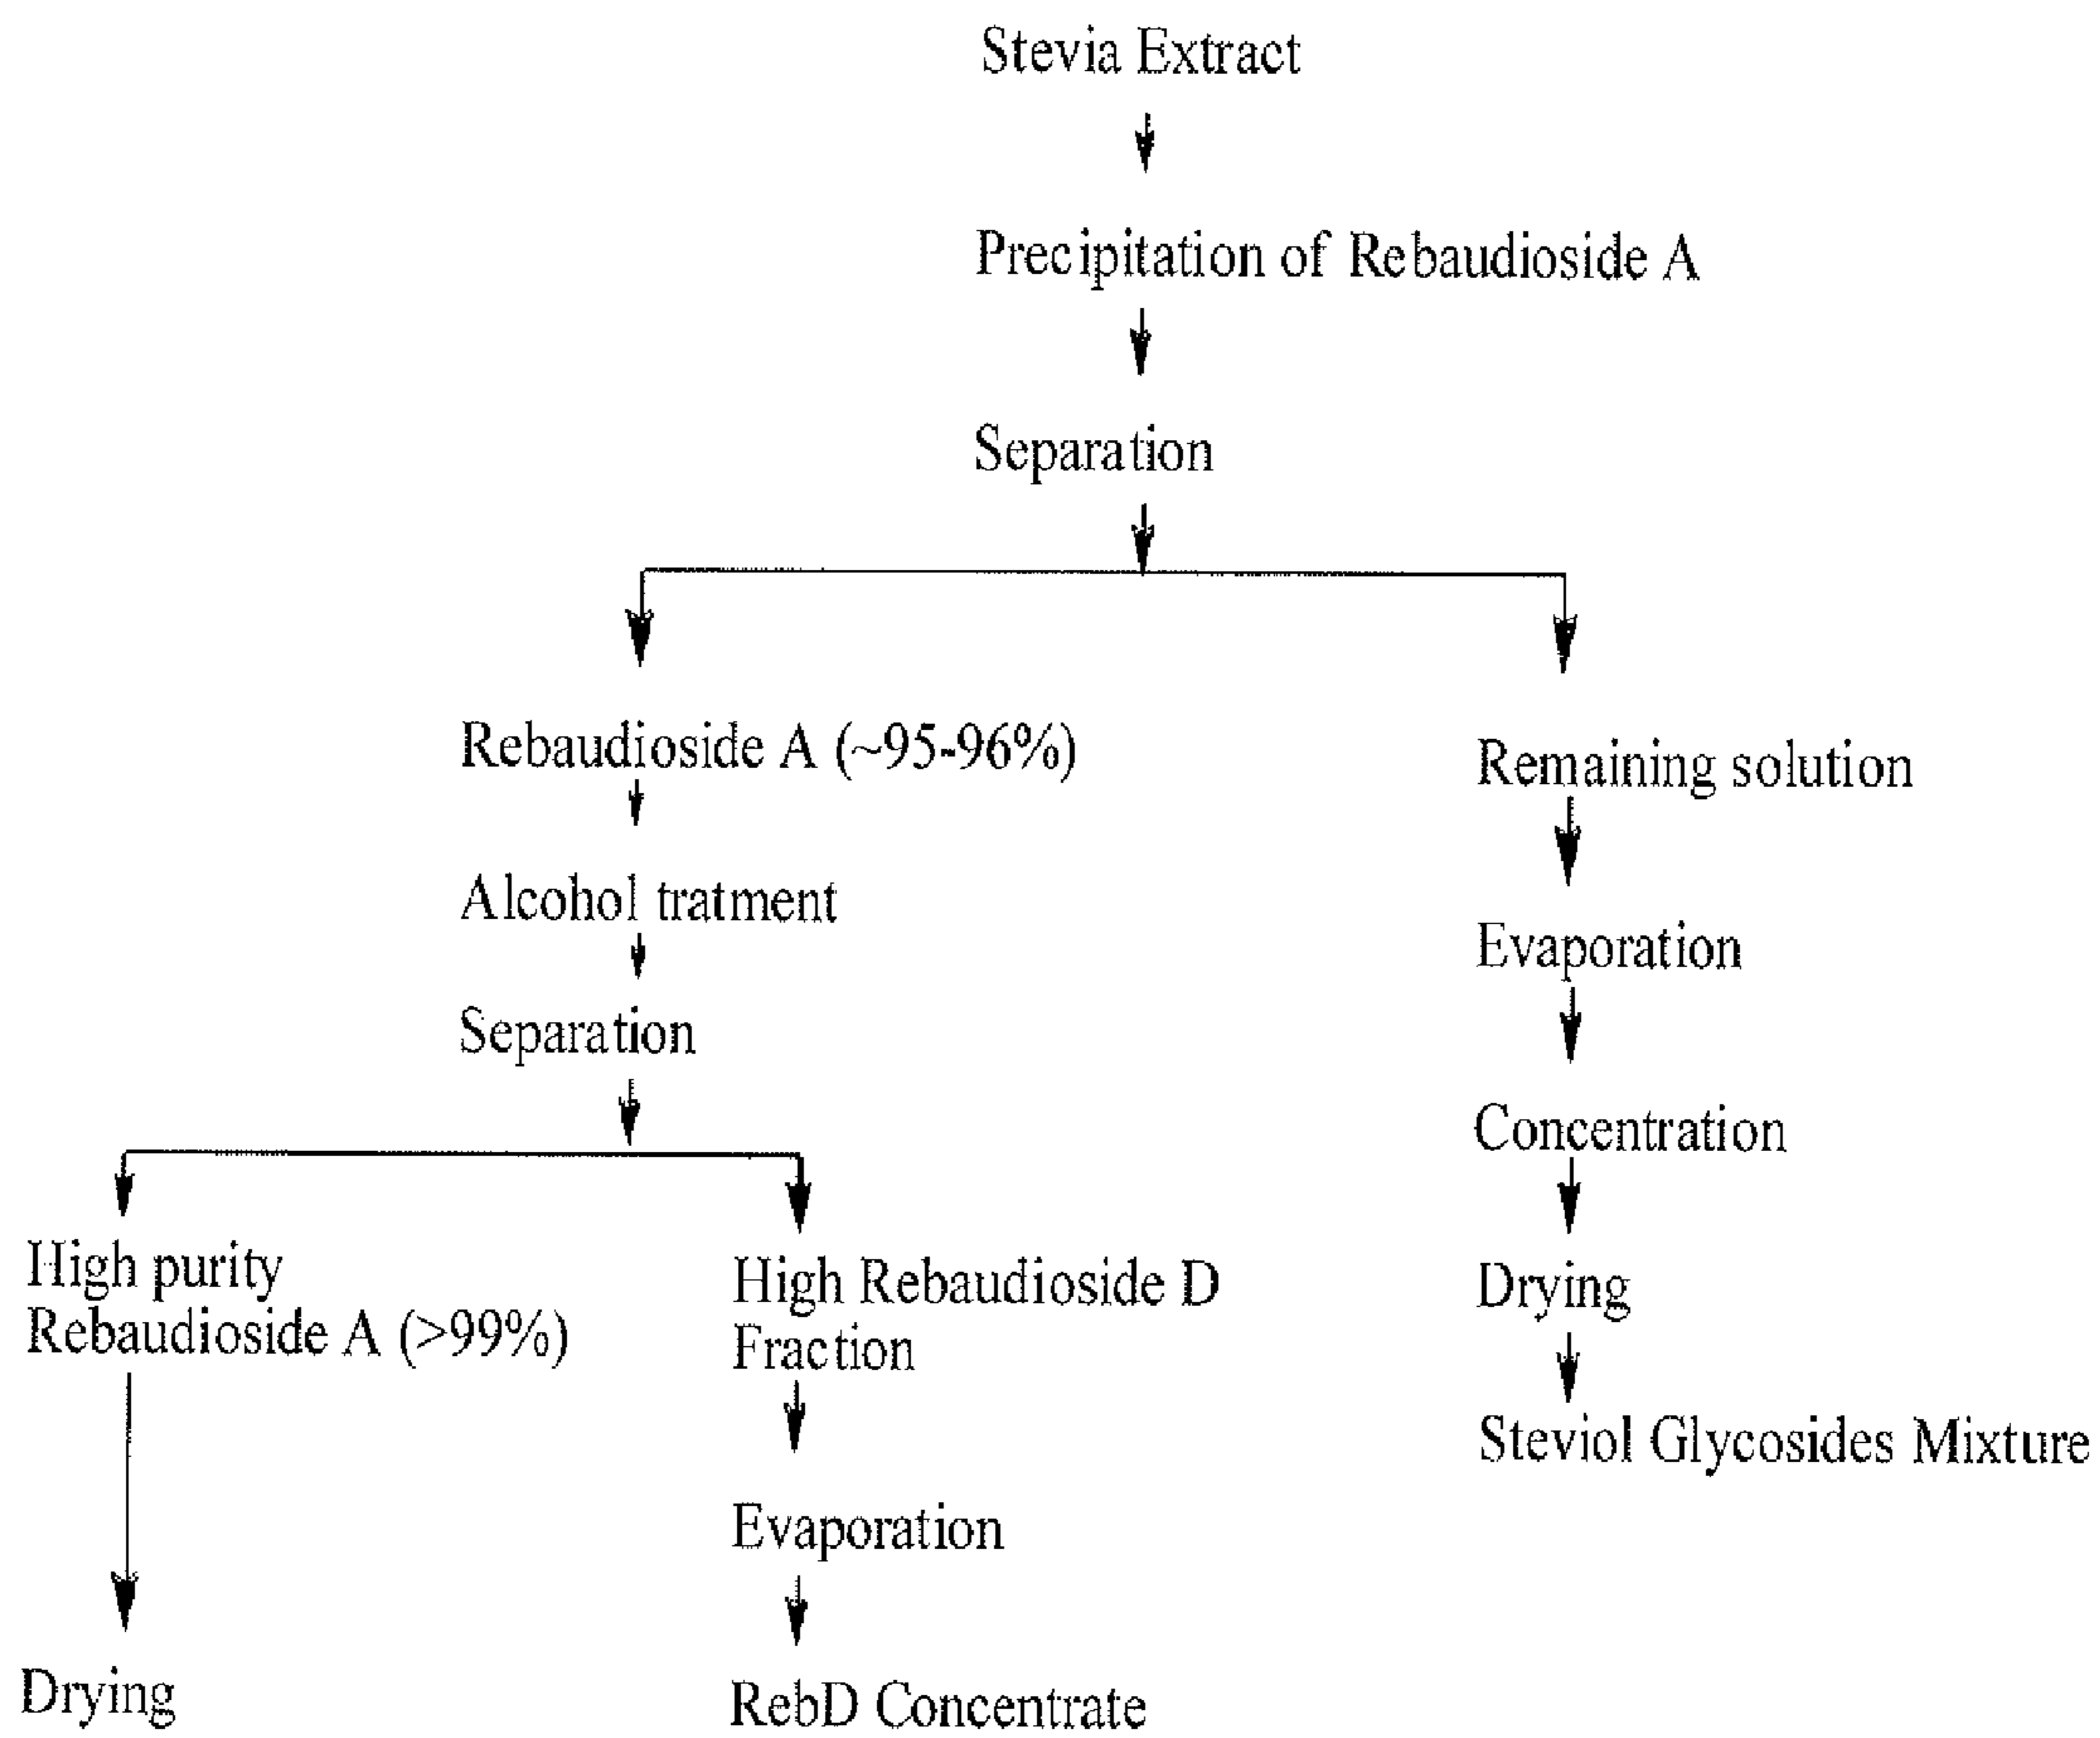 Stevia Extract
Precipitation of Rebaudioside A
Separation
Rebaudioside A (~95-96%)
Alcohol tratment
Separation
High purity
Rebaudioside A (>99%)
Drying
High Rebaudioside D
Fraction
Evaporation
RebD Concentrate
Remaining solution
Evaporation
Concentration
Drying
Steviol Glycosides Mixture